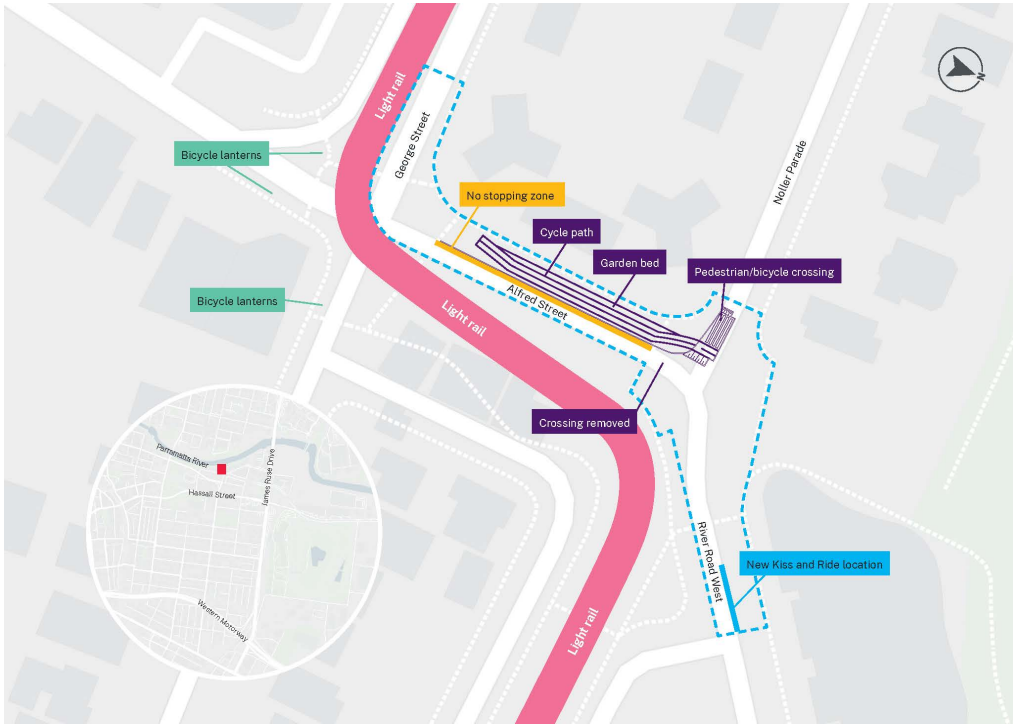 Light rail
George Street
N
Bicycle lanterns
No stopping zone
Noller Parade
Cycle path
Garden bed
Pedestrian/bicycle crossing
Bicycle lanterns
Alfred Street
Light rail
Crossing removed
Parramatta River
James Ruse Drive
Hassall Street
River Road West
New Kiss and Ride location
Western Motorway
Light rail